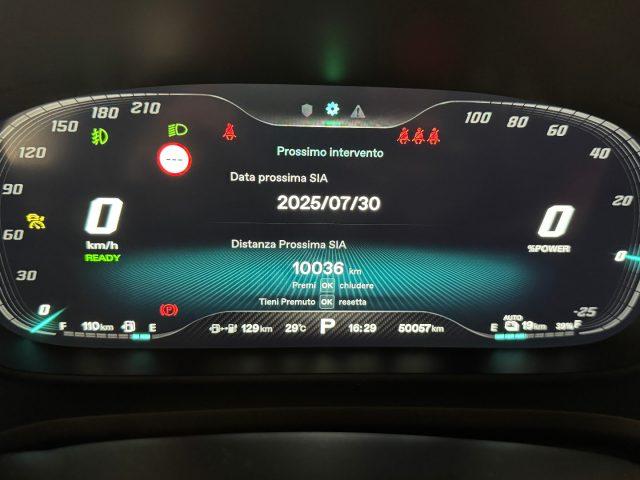 210
180
150
120
90
60
30
0
100
80
60
40
20
0
-25
---
Prossimo intervento
Data prossima SIA
2025/07/30
Distanza Prossima SIA
10036 km
Premi OK chiudere
Tieni Premuto OK resetta
0
km/h
READY
0
%POWER
F 110km E
129km 29°C P 16:29 50057km
AUTO
E 19km 39% F